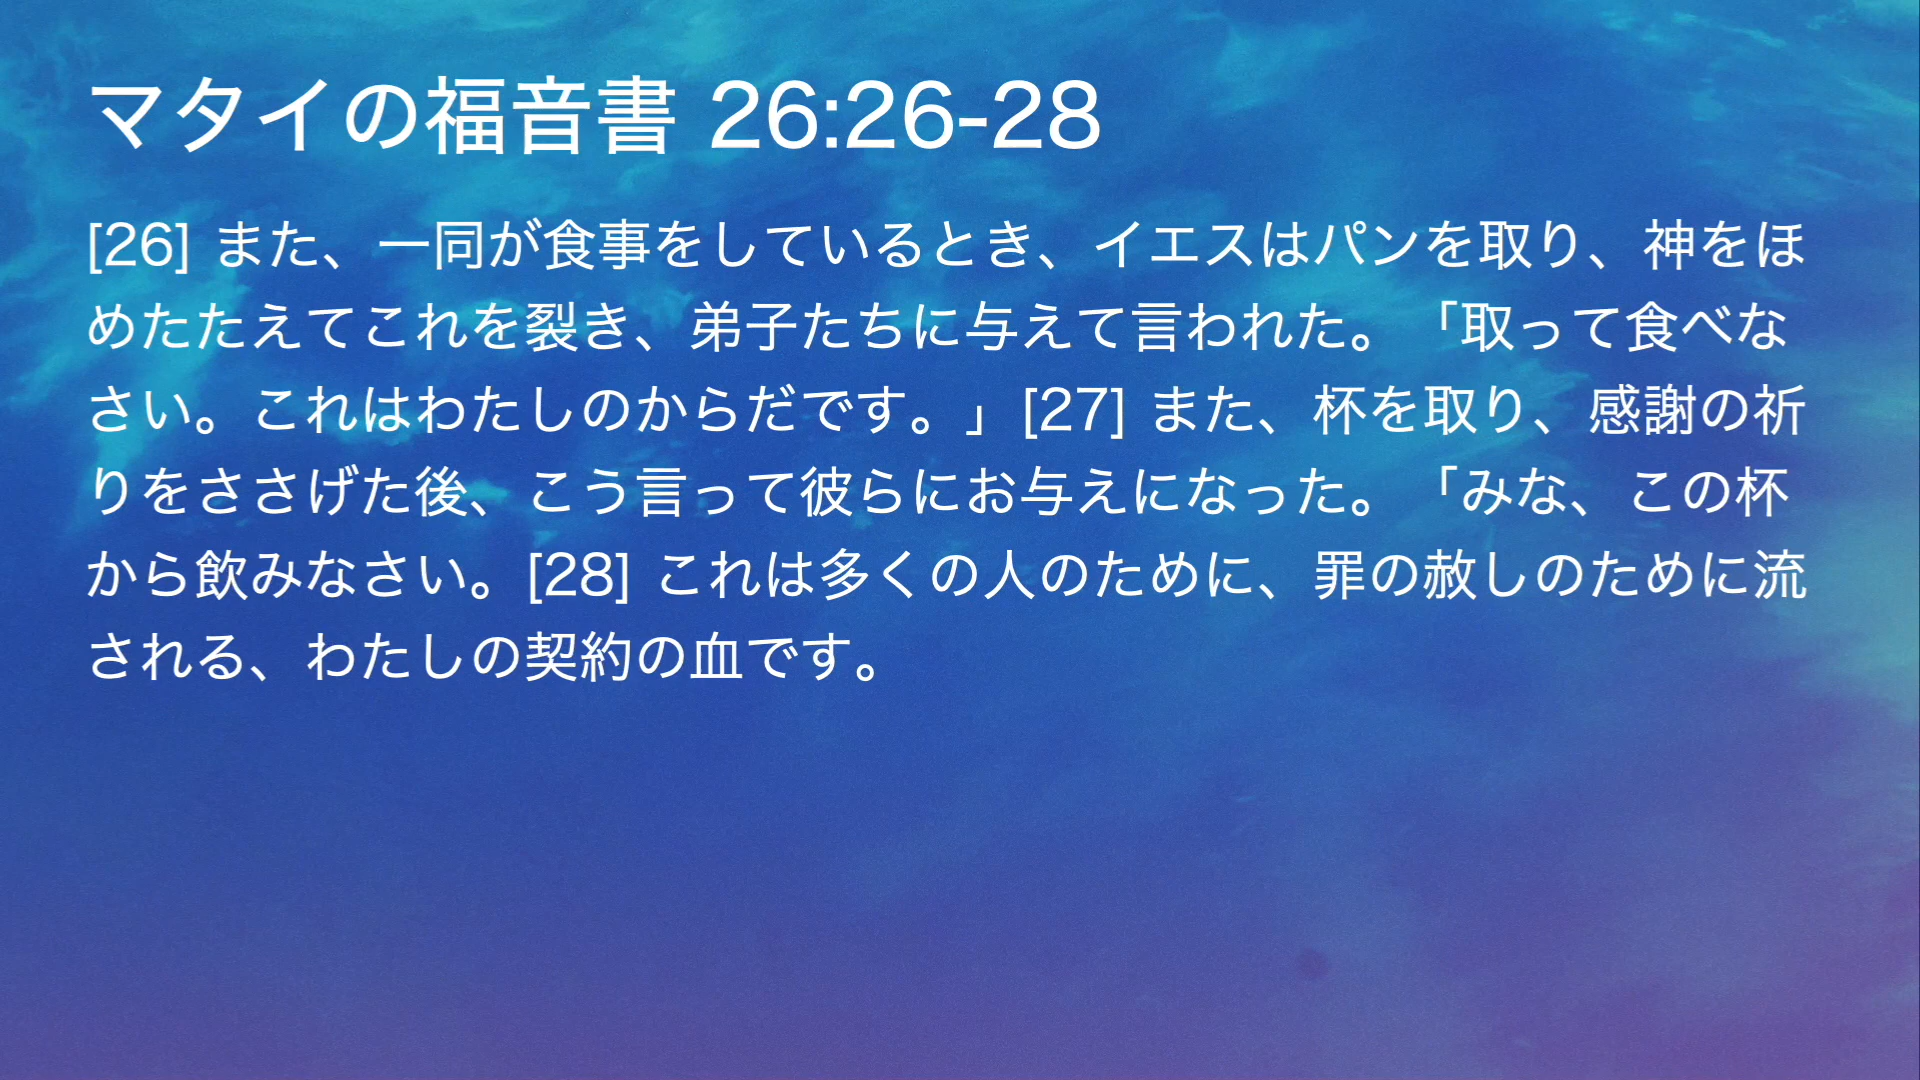 マタイの福音書 26:26-28
[26] また、一同が食事をしているとき、イエスはパンを取り、神をほ
めたたえてこれを裂き、弟子たちに与えて言われた。「取って食べな
さい。これはわたしのからだです。」[27] また、杯を取り、感謝の祈
りをささげた後、こう言って彼らにお与えになった。「みな、この杯
から飲みなさい。[28] これは多くの人のために、罪の赦しのために流
される、わたしの契約の血です。